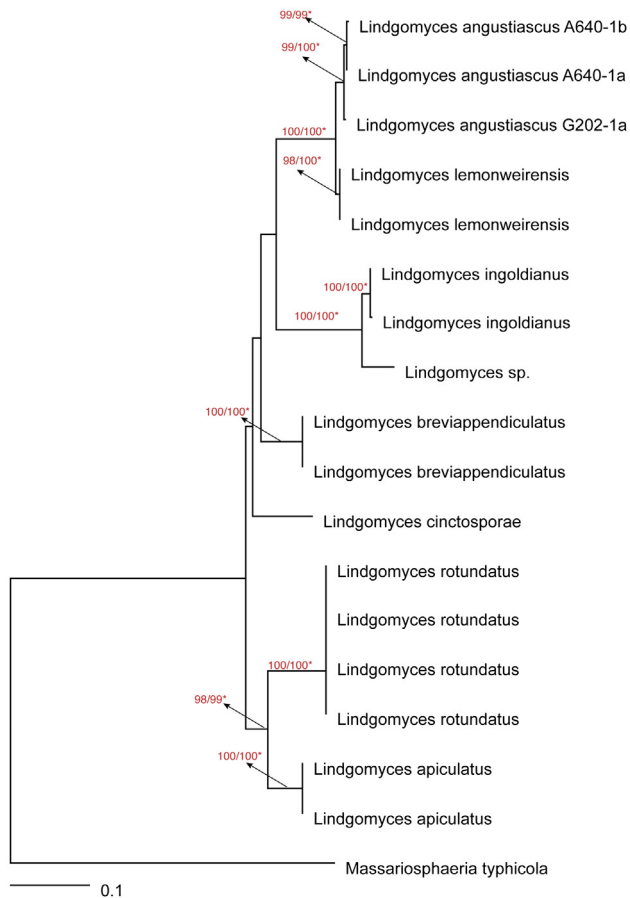 99/99*
Lindgomyces angustiascus A640-1b
99/100*
Lindgomyces angustiascus A640-1a
Lindgomyces angustiascus G202-1a
100/100*
98/100*
Lindgomyces lemonweirensis
Lindgomyces lemonweirensis
Lindgomyces ingoldianus
100/100*
100/100*
Lindgomyces ingoldianus
Lindgomyces sp.
100/100*
Lindgomyces breviappendiculatus
Lindgomyces breviappendiculatus
Lindgomyces cinctosporae
Lindgomyces rotundatus
Lindgomyces rotundatus
100/100*
Lindgomyces rotundatus
98/99*
Lindgomyces rotundatus
100/100*
Lindgomyces apiculatus
Lindgomyces apiculatus
Massariosphaeria typhicola
0.1